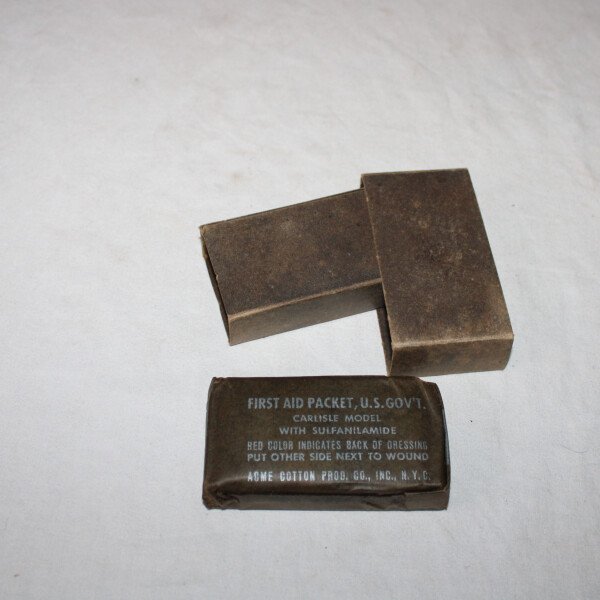 FIRST AID PACKET, U.S. GOV'T.
CARLISLE MODEL
WITH SULFANILAMIDE
RED COLOR INDICATES BACK OF DRESSING
PUT OTHER SIDE NEXT TO WOUND
ACME COTTON PROD. CO., INC., N.Y.C.